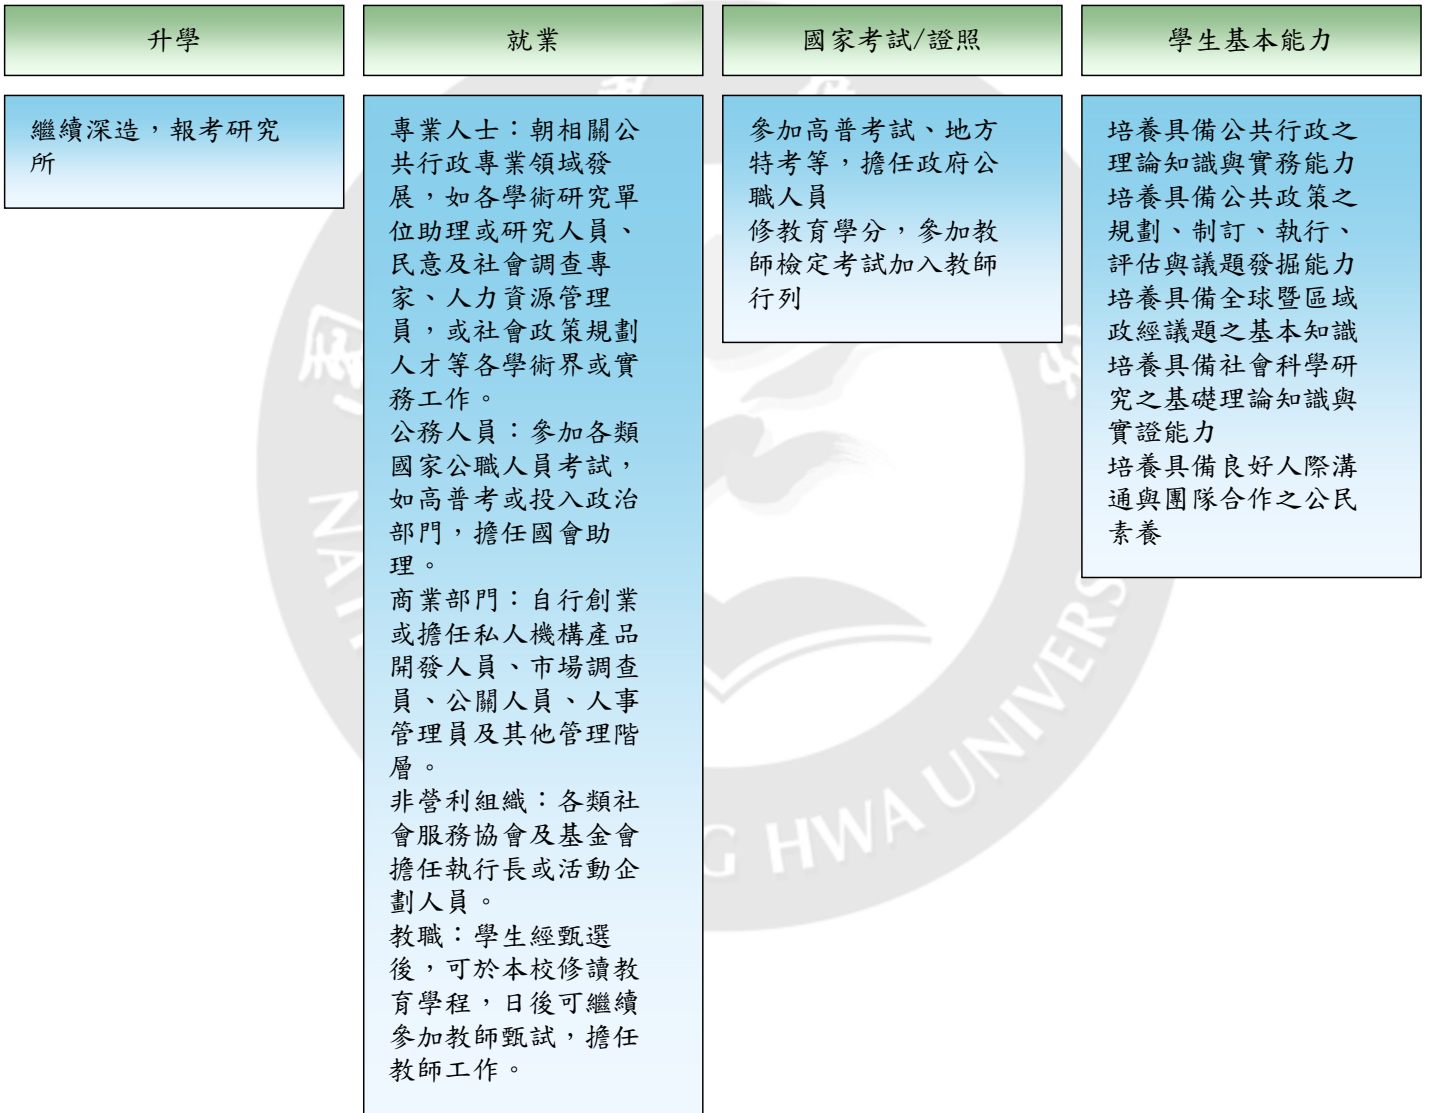 升學
繼續深造，報考研究
所
就業
專業人士：朝相關公
共行政專業領域發
展，如各學術研究單
位助理或研究人員、
民意及社會調查專
家、人力資源管理
員，或社會政策規劃
人才等各學術界或實
務工作。
公務人員：參加各類
國家公職人員考試，
如高普考或投入政治
部門，擔任國會助
理。
商業部門：自行創業
或擔任私人機構產品
開發人員、市場調查
員、公關人員、人事
管理員及其他管理階
層。
非營利組織：各類社
會服務協會及基金會
擔任執行長或活動企
劃人員。
教職：學生經甄選
後，可於本校修讀教
育學程，日後可繼續
參加教師甄試，擔任
教師工作。
國家考試/證照
參加高普考試、地方
特考等，擔任政府公
職人員
修教育學分，參加教
師檢定考試加入教師
行列
學生基本能力
培養具備公共行政之
理論知識與實務能力
培養具備公共政策之
規劃、制訂、執行、
評估與議題發掘能力
培養具備全球暨區域
政經議題之基本知識
培養具備社會科學研
究之基礎理論知識與
實證能力
培養具備良好人際溝
通與團隊合作之公民
素養
HWA